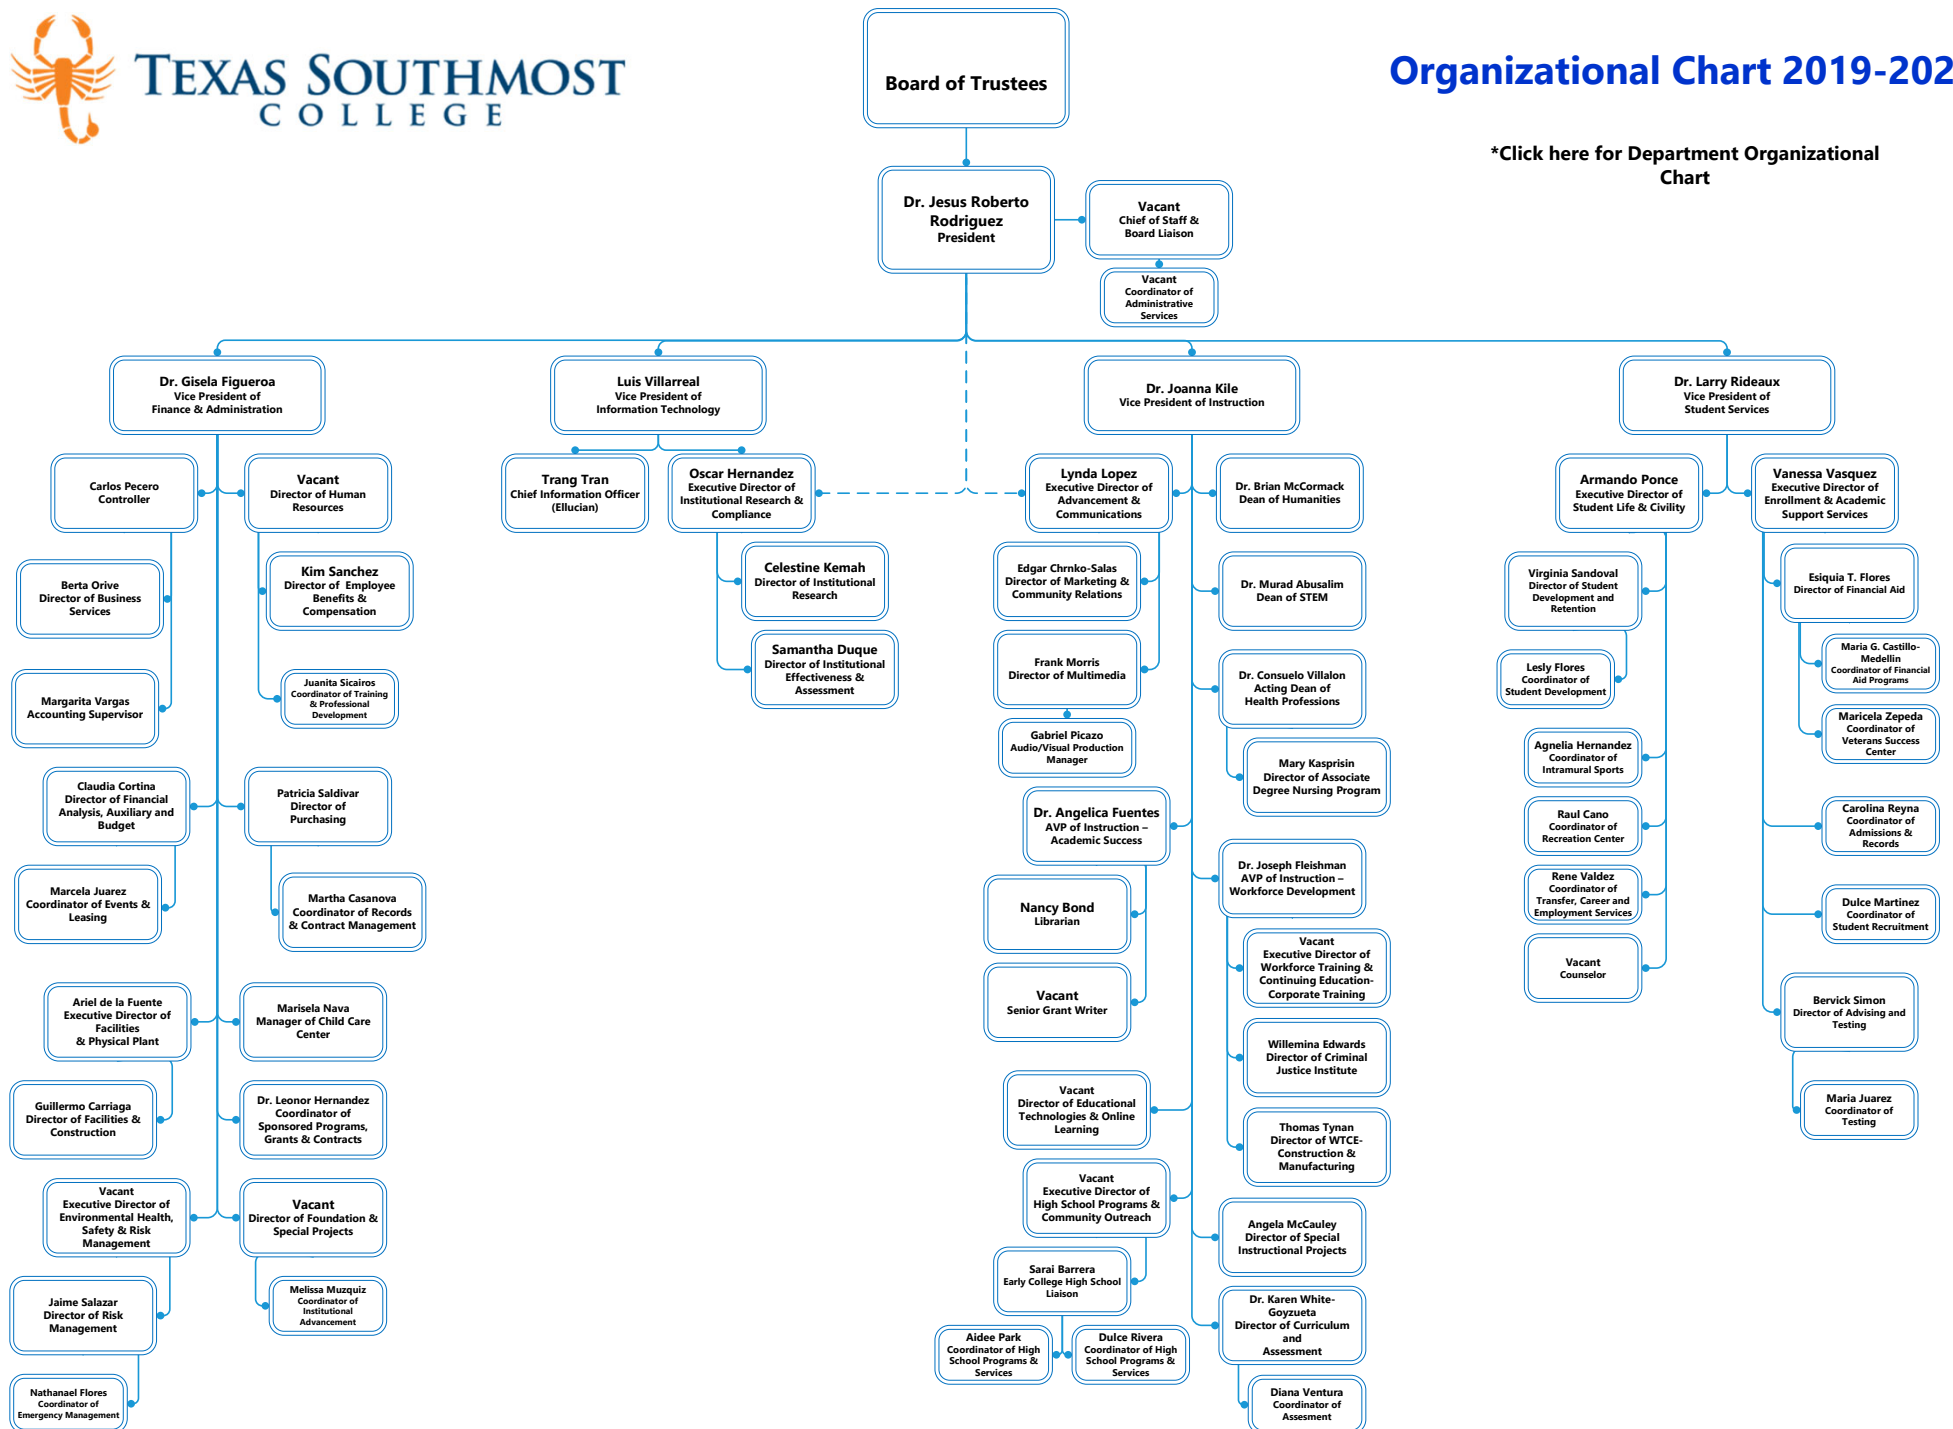 TEXAS SOUTHMOST
COLLEGE
Board of Trustees
Organizational Chart 2019-202
*Click here for Department Organizational
Chart
Dr. Jesus Roberto
Rodriguez
President
Vacant
Chief of Staff &
Board Liaison
Vacant
Coordinator of
Administrative
Services
Dr. Gisela Figueroa
Vice President of
Finance & Administration
Luis Villarreal
Vice President of
Information Technology
Dr. Joanna Kile
Vice President of Instruction
Dr. Larry Rideaux
Vice President of
Student Services
Carlos Pecero
Controller
Vacant
Director of Human
Resources
Berta Orive
Director of Business
Services
Kim Sanchez
Director of  Employee
Benefits &
Compensation
Margarita Vargas
Accounting Supervisor
Juanita Sicairos
Coordinator of Training
& Professional
Development
Claudia Cortina
Director of Financial
Analysis, Auxiliary and
Budget
Patricia Saldivar
Director of
Purchasing
Marcela Juarez
Coordinator of Events &
Leasing
Martha Casanova
Coordinator of Records
& Contract Management
Ariel de la Fuente
Executive Director of
Facilities
& Physical Plant
Marisela Nava
Manager of Child Care
Center
Guillermo Carriaga
Director of Facilities &
Construction
Dr. Leonor Hernandez
Coordinator of
Sponsored Programs,
Grants & Contracts
Vacant
Executive Director of
Environmental Health,
Safety & Risk
Management
Vacant
Director of Foundation &
Special Projects
Jaime Salazar
Director of Risk
Management
Melissa Muzquiz
Coordinator of
Institutional
Advancement
Nathanael Flores
Coordinator of
Emergency Management
Trang Tran
Chief Information Officer
(Ellucian)
Oscar Hernandez
Executive Director of
Institutional Research &
Compliance
Celestine Kemah
Director of Institutional
Research
Samantha Duque
Director of Institutional
Effectiveness &
Assessment
Lynda Lopez
Executive Director of
Advancement &
Communications
Dr. Brian McCormack
Dean of Humanities
Edgar Chrnko-Salas
Director of Marketing &
Community Relations
Dr. Murad Abusalim
Dean of STEM
Frank Morris
Director of Multimedia
Dr. Consuelo Villalon
Acting Dean of
Health Professions
Gabriel Picazo
Audio/Visual Production
Manager
Mary Kasprisin
Director of Associate
Degree Nursing Program
Dr. Angelica Fuentes
AVP of Instruction –
Academic Success
Dr. Joseph Fleishman
AVP of Instruction –
Workforce Development
Nancy Bond
Librarian
Vacant
Executive Director of
Workforce Training &
Continuing Education-
Corporate Training
Vacant
Senior Grant Writer
Willemina Edwards
Director of Criminal
Justice Institute
Vacant
Director of Educational
Technologies & Online
Learning
Thomas Tynan
Director of WTCE-
Construction &
Manufacturing
Vacant
Executive Director of
High School Programs &
Community Outreach
Angela McCauley
Director of Special
Instructional Projects
Sarai Barrera
Early College High School
Liaison
Dr. Karen White-
Goyzueta
Director of Curriculum
and
Assessment
Aidee Park
Coordinator of High
School Programs &
Services
Dulce Rivera
Coordinator of High
School Programs &
Services
Diana Ventura
Coordinator of
Assesment
Armando Ponce
Executive Director of
Student Life & Civility
Vanessa Vasquez
Executive Director of
Enrollment & Academic
Support Services
Virginia Sandoval
Director of Student
Development and
Retention
Esiquia T. Flores
Director of Financial Aid
Lesly Flores
Coordinator of
Student Development
Maria G. Castillo-
Medellin
Coordinator of Financial
Aid Programs
Agnelia Hernandez
Coordinator of
Intramural Sports
Maricela Zepeda
Coordinator of
Veterans Success
Center
Raul Cano
Coordinator of
Recreation Center
Carolina Reyna
Coordinator of
Admissions &
Records
Rene Valdez
Coordinator of
Transfer, Career and
Employment Services
Dulce Martinez
Coordinator of
Student Recruitment
Vacant
Counselor
Bervick Simon
Director of Advising and
Testing
Maria Juarez
Coordinator of
Testing